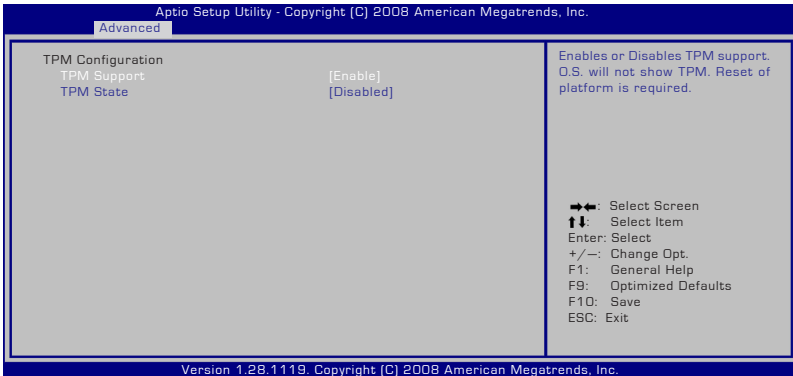 Aptio Setup Utility - Copyright (C) 2008 American Megatrends, Inc.
Advanced
TPM Configuration
TPM Support [Enable]
TPM State [Disabled]
Enables or Disables TPM support.
O.S. will not show TPM. Reset of
platform is required.
➡⬅: Select Screen
⬆⬇: Select Item
Enter: Select
+/—: Change Opt.
F1: General Help
F9: Optimized Defaults
F10: Save
ESC: Exit
Version 1.28.1119. Copyright (C) 2008 American Megatrends, Inc.